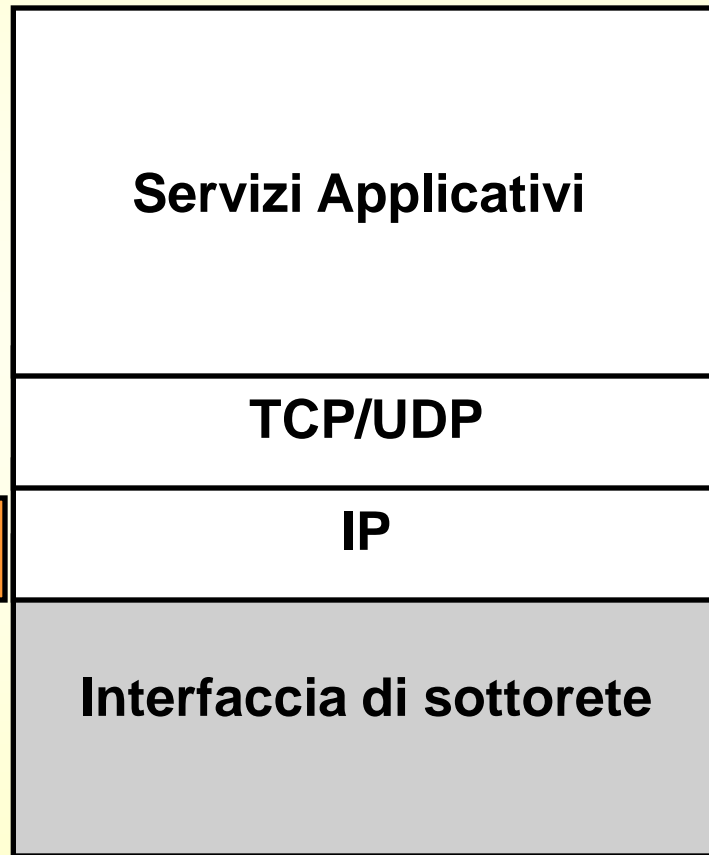 Servizi Applicativi
TCP/UDP
IP
Interfaccia di sottorete